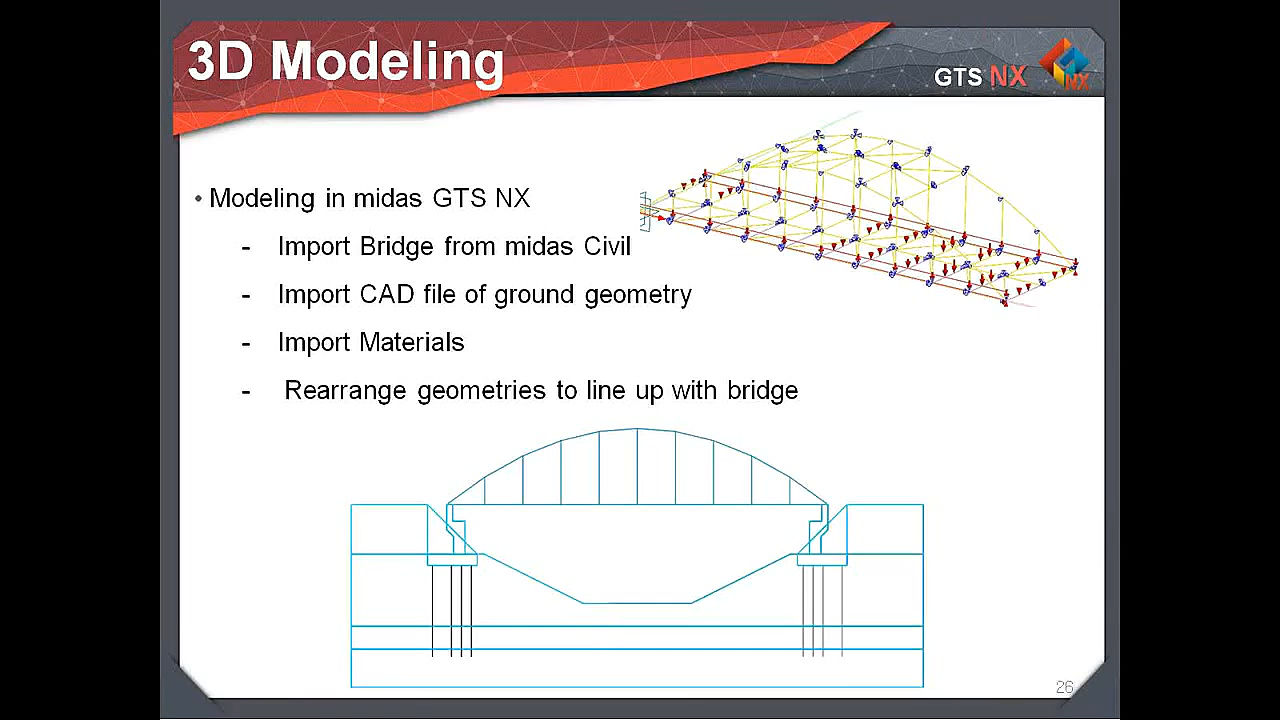 3D Modeling
GTS NX
NX
• Modeling in midas GTS NX
- Import Bridge from midas Civil
- Import CAD file of ground geometry
- Import Materials
- Rearrange geometries to line up with bridge
26